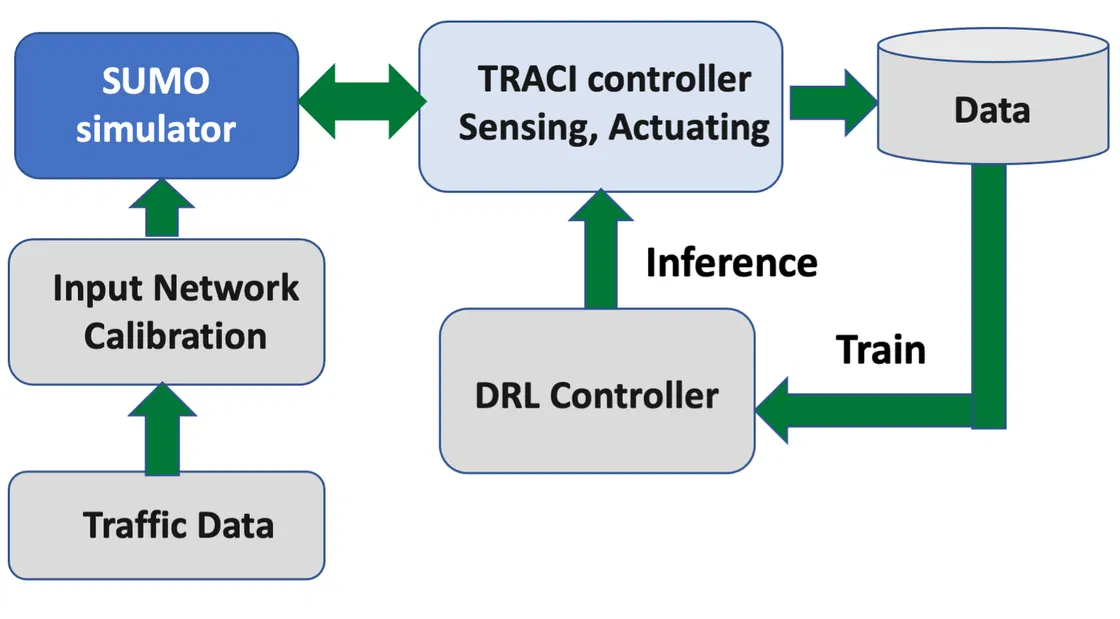 SUMO
simulator
TRACI controller
Sensing, Actuating
Data
Input Network
Calibration
Inference
Train
DRL Controller
Traffic Data